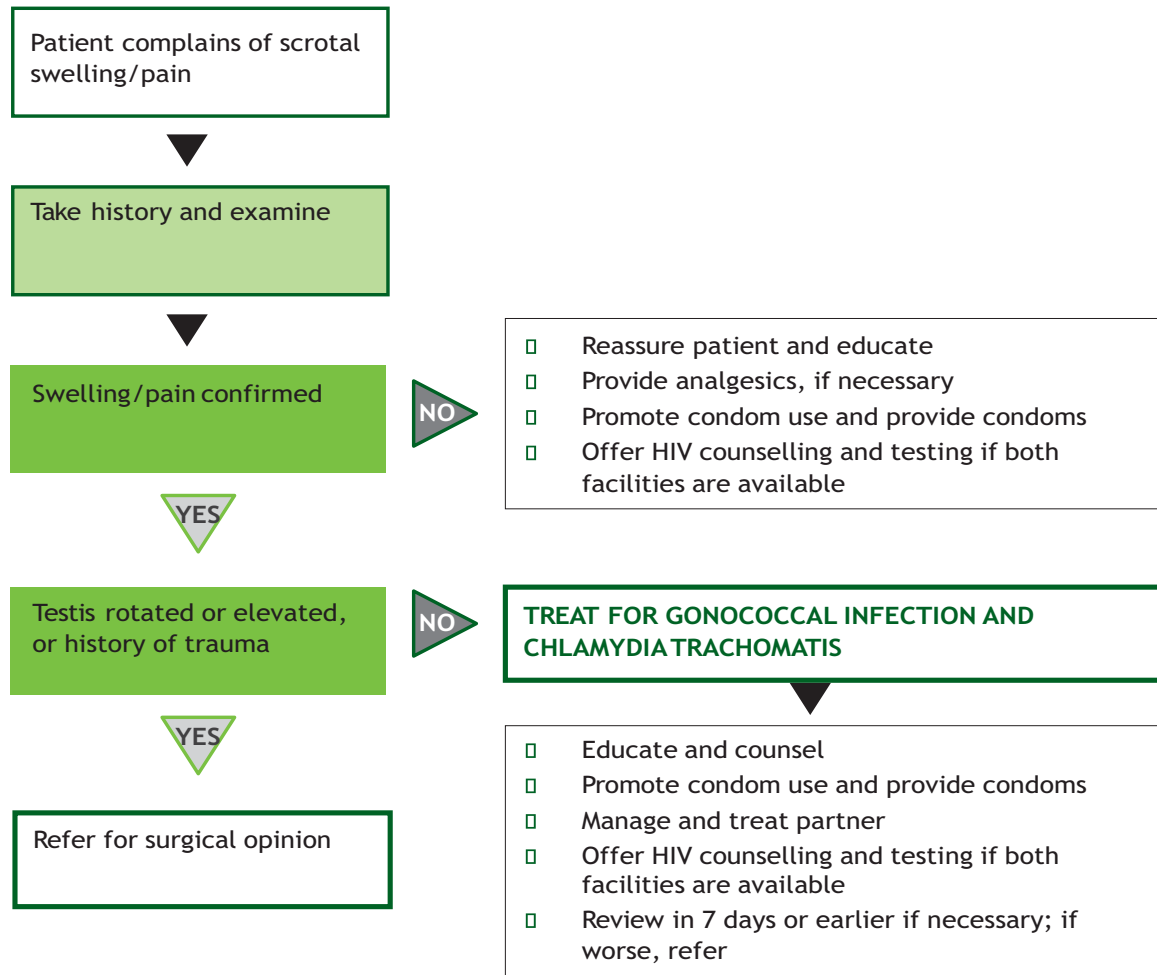 Patient complains of scrotal
swelling/pain
Take history and examine
Swelling/pain confirmed
NO
▯ Reassure patient and educate
▯ Provide analgesics, if necessary
▯ Promote condom use and provide condoms
▯ Offer HIV counselling and testing if both
facilities are available
YES
Testis rotated or elevated,
or history of trauma
NO
TREAT FOR GONOCOCCAL INFECTION AND
CHLAMYDIA TRACHOMATIS
YES
Refer for surgical opinion
▯ Educate and counsel
▯ Promote condom use and provide condoms
▯ Manage and treat partner
▯ Offer HIV counselling and testing if both
facilities are available
▯ Review in 7 days or earlier if necessary; if
worse, refer